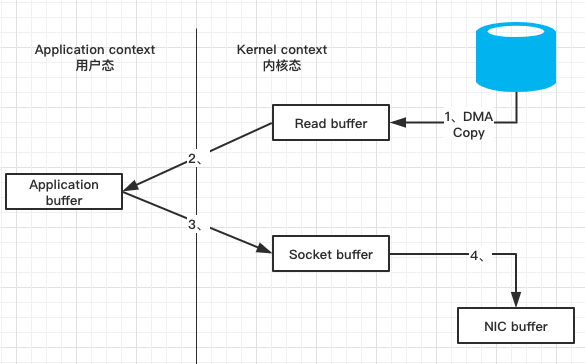 Application context
用户态
Kernel context
内核态
Read buffer
1、DMA
Copy
2、
Application
buffer
3、
Socket buffer
4、
NIC buffer